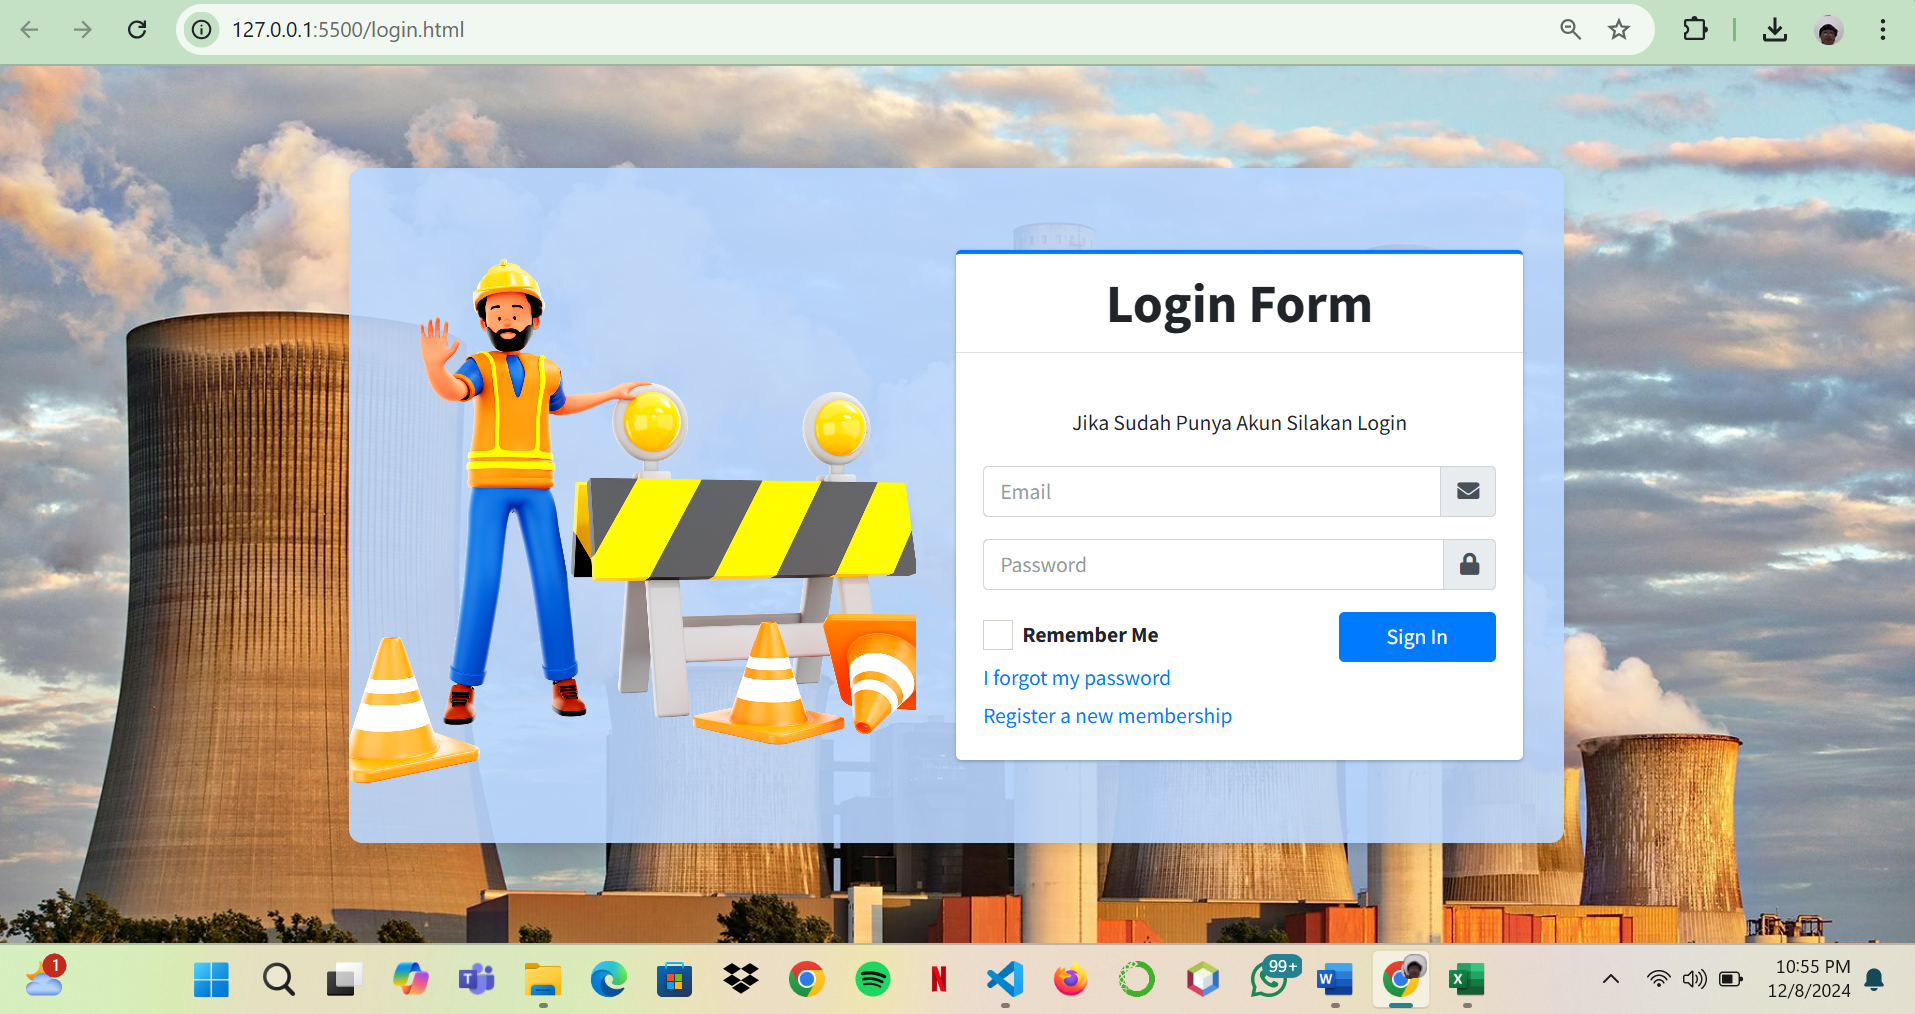 127.0.0.1:5500/login.html
Login Form
Jika Sudah Punya Akun Silakan Login
Email
Password
Remember Me
Sign In
I forgot my password
Register a new membership
1
T
N
99+
W
X
10:55 PM
12/8/2024